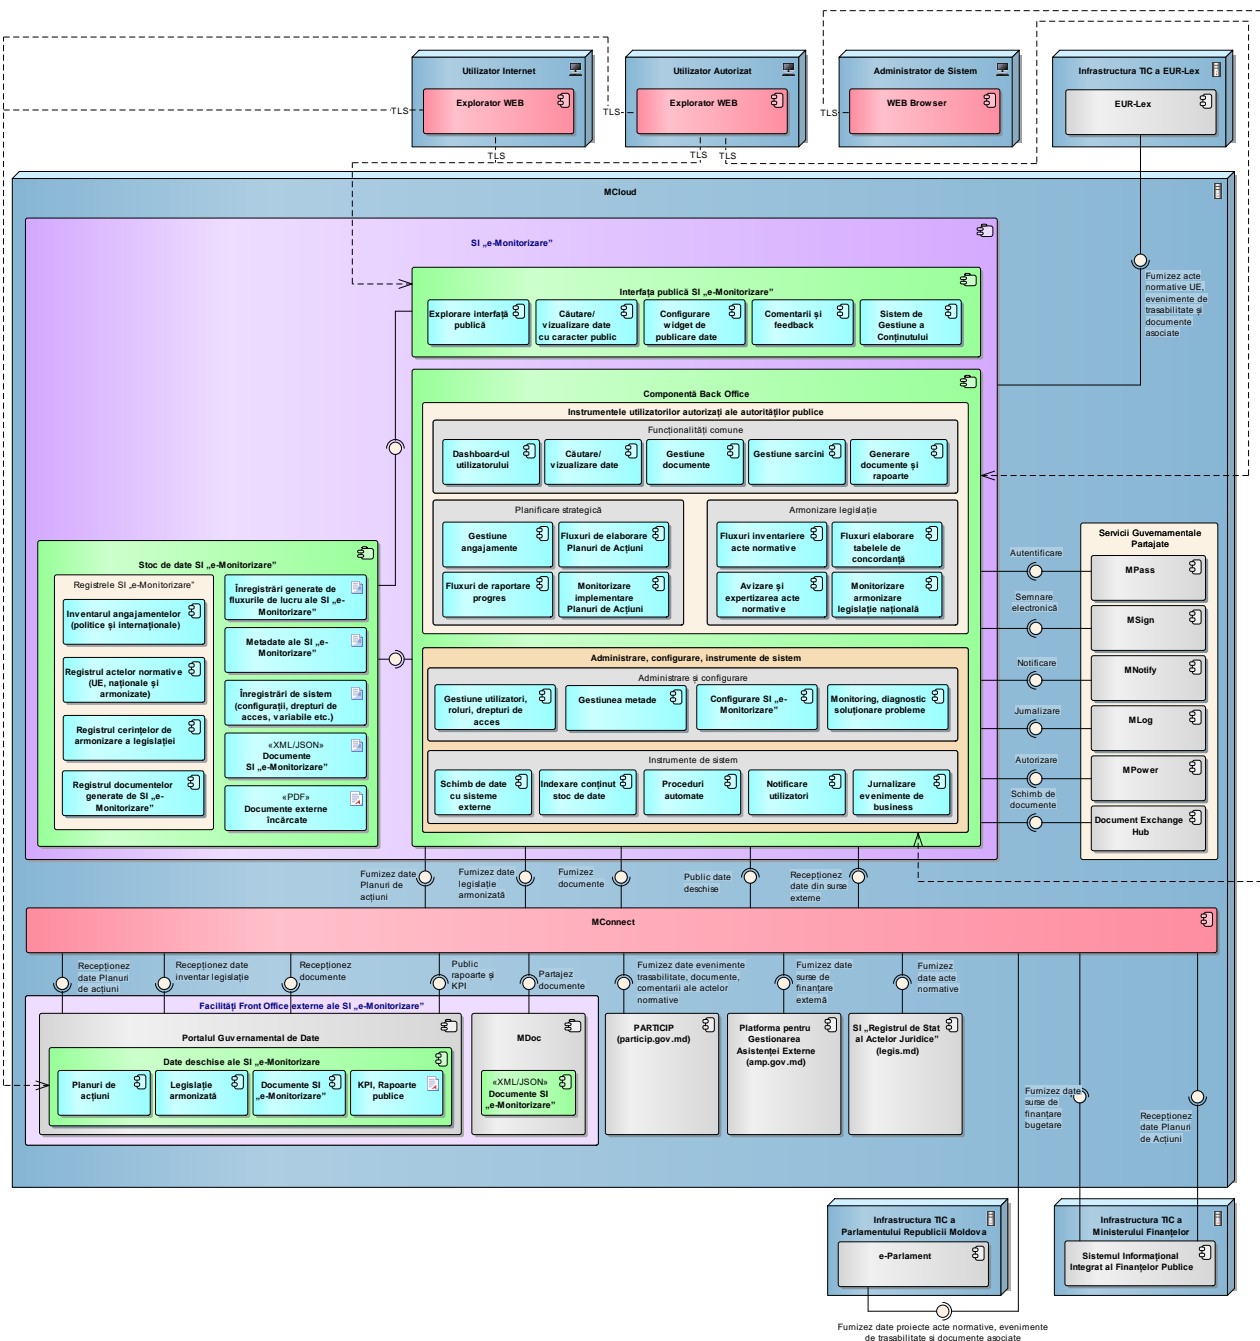 Utilizator Internet
Explorator WEB
Utilizator Autorizat
Explorator WEB
Administrator de Sistem
WEB Browser
Infrastructura TIC a EUR-Lex
EUR-Lex
TLS
TLS
TLS
TLS
TLS
TLS
MCloud
SI „e-Monitorizare”
Furnizez acte
normative UE,
evenimente de
trasabilitate și
documente
asociate
Interfața publică SI „e-Monitorizare”
Explorare interfață
publică
Căutare/
vizualizare date
cu caracter public
Configurare
widget de
publicare date
Comentarii și
feedback
Sistem de
Gestiune a
Conținutului
Componentă Back Office
Instrumentele utilizatorilor autorizați ale autorităților publice
Funcționalități comune
Dashboard-ul
utilizatorului
Căutare/
vizualizare date
Gestiune
documente
Gestiune sarcini
Generare
documente și
rapoarte
Planificare strategică
Gestiune
angajamente
Fluxuri de elaborare
Planuri de Acțiuni
Fluxuri de raportare
progres
Monitorizare
implementare
Planuri de Acțiuni
Armonizare legislație
Fluxuri inventariere
acte normative
Fluxuri elaborare
tabelele de
concordanță
Avizare și
expertizarea acte
normative
Monitorizare
armonizare
legislație națională
Administrare, configurare, instrumente de sistem
Administrare și configurare
Gestiune utilizatori,
roluri, drepturi de
acces
Gestiunea metade
Configurare SI „e-
Monitorizare”
Monitoring, diagnostic
soluționare probleme
Instrumente de sistem
Schimb de date
cu sisteme
externe
Indexare conținut
stoc de date
Proceduri
automate
Notificare
utilizatori
Jurnalizare
evenimente de
business
Stoc de date SI „e-Monitorizare”
Registrele SI „e-Monitorizare”
Inventarul angajamentelor
(politice și internaționale)
Registrul actelor normative
(UE, naționale și
armonizate)
Registrul cerințelor de
armonizare a legislației
Registrul documentelor
generate de SI „e-
Monitorizare”
Înregistrări generate de
fluxurile de lucru ale SI „e-
Monitorizare”
Metadate ale SI „e-
Monitorizare”
Înregistrări de sistem
(configurații, drepturi de
acces, variabile etc.)
«XML/JSON»
Documente
SI „e-Monitorizare”
«PDF»
Documente externe
încărcate
Servicii Guvernamentale
Partajate
Autentificare
MPass
Semnare
electronică
MSign
Notificare
MNotify
Jurnalizare
MLog
Autorizare
MPower
Schimb de
documente
Document Exchange
Hub
Furnizez date
Planuri de
acțiuni
Furnizez date
legislație
armonizată
Furnizez
documente
Public date
deschise
Recepționez
date din surse
externe
MConnect
Recepționez
date Planuri
de acțiuni
Recepționez date
inventar legislație
Recepționez
documente
Public
rapoarte și
KPI
Partajez
documente
Furnizez date evenimente
trasabilitate, documente,
comentarii ale actelor
normative
Furnizez date
surse de
finanțare
externă
Furnizez
date acte
normative
Facilități Front Office externe ale SI „e-Monitorizare”
Portalul Guvernamental de Date
Date deschise ale SI „e-Monitorizare
Planuri de
acțiuni
Legislație
armonizată
Documente SI
„e-Monitorizare”
KPI, Rapoarte
publice
MDoc
«XML/JSON»
Documente SI
„e-Monitorizare”
PARTICIP
(particip.gov.md)
Platforma pentru
Gestionarea
Asistenței Externe
(amp.gov.md)
SI „Registrul de Stat
al Actelor Juridice”
(legis.md)
Furnizez date
surse de
finanțare
bugetare
Recepționez
date Planuri
de Acțiuni
Infrastructura TIC a
Parlamentului Republicii Moldova
e-Parlament
Infrastructura TIC a
Ministerului Finanțelor
Sistemul Informațional
Integrat al Finanțelor Publice
Furnizez date proiecte acte normative, evenimente
de trasabilitate și documente asociate